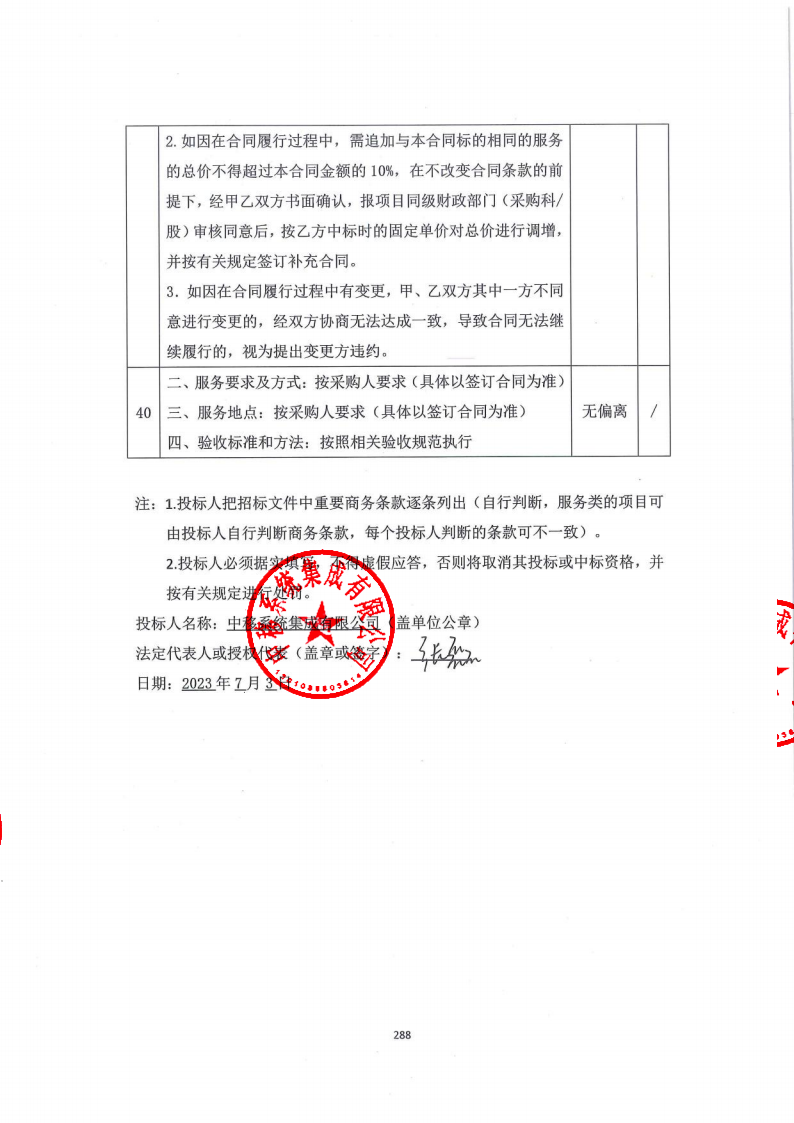 2.如因在合同履行过程中，需追加与本合同标的相同的服务
的总价不得超过本合同金额的 10%，在不改变合同条款的前
提下，经甲乙双方书面确认，报项目同级财政部门（采购科/
股）审核同意后，按乙方中标时的固定单价对总价进行调增，
并按有关规定签订补充合同。
3．如因在合同履行过程中有变更，甲、乙双方其中一方不同
意进行变更的，经双方协商无法达成一致，导致合同无法继
续履行的，视为提出变更方违约。
二、服务要求及方式：按采购人要求（具体以签订合同为准）
40 三、服务地点：按采购人要求（具体以签订合同为准） 无偏离 /
四、验收标准和方法：按照相关验收规范执行
注：1.投标人把招标文件中重要商务条款逐条列出（自行判断，服务类的项目可
由投标人自行判断商务条款，每个投标人判断的条款可不一致）。
2.投标人必须据实填写，不得虚假应答，否则将取消其投标或中标资格，并
按有关规定进行处罚。
投标人名称：中移系统集成有限公司（盖单位公章）
法定代表人或授权代表（盖章或签字）：
日期：2023 年 7 月 3 日
中移系统集成有限公司
288